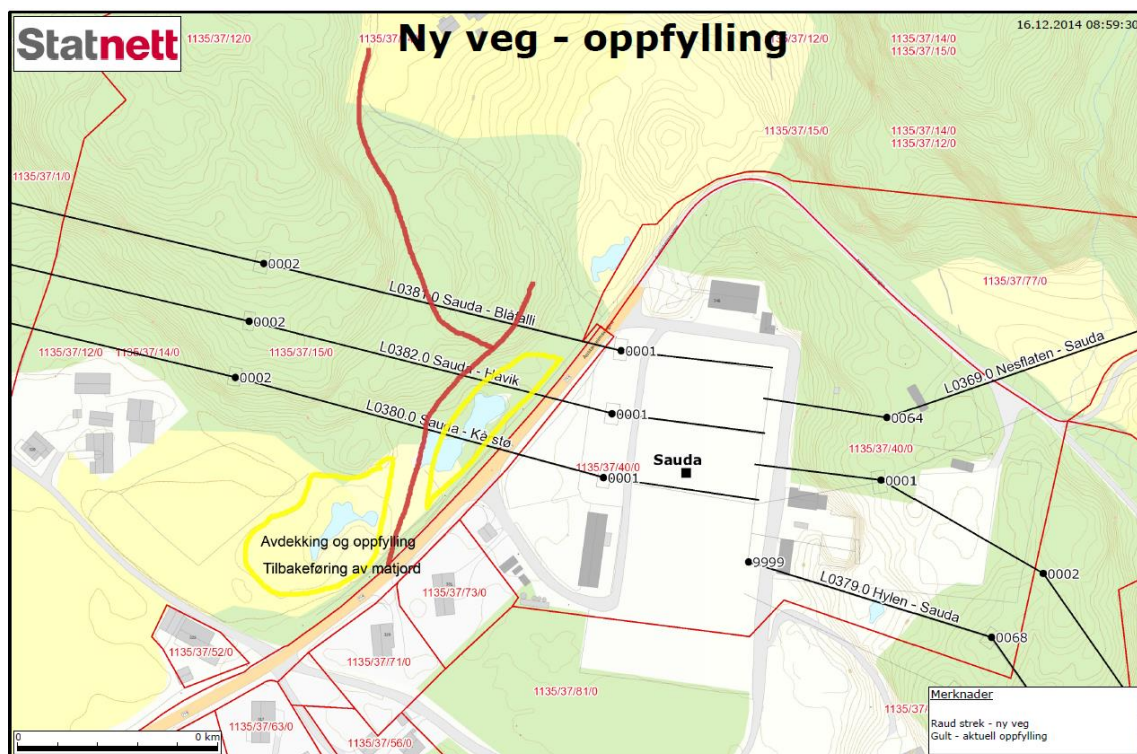 Statnett
Ny veg - oppfylling
16.12.2014 08:59:30
1135/37/12/0
1135/37/12/0
1135/37/14/0
1135/37/15/0
1135/37/15/0
1135/37/14/0
1135/37/12/0
1135/37/1/0
1135/37/77/0
0002
L0381.0 Sauda - Blåfalli
0001
0002
L0382.0 Sauda - Håvik
0001
1135/37/12/0
1135/37/14/0
1135/37/15/0
0002
L0380.0 Sauda - Kårstø
0001
L0369.0 Nesflaten - Sauda
0064
1135/37/40/0
0001
Sauda
1135/37/40/0
Avdekking og oppfylling
Tilbakeføring av matjord
9999
L0379.0 Hylen - Sauda
0002
0068
1135/37/73/0
1135/37/52/0
1135/37/71/0
1135/37/81/0
1135/37/63/0
1135/37/56/0
0
0 km
Merknader
Raud strek - ny veg
Gult - aktuell oppfylling